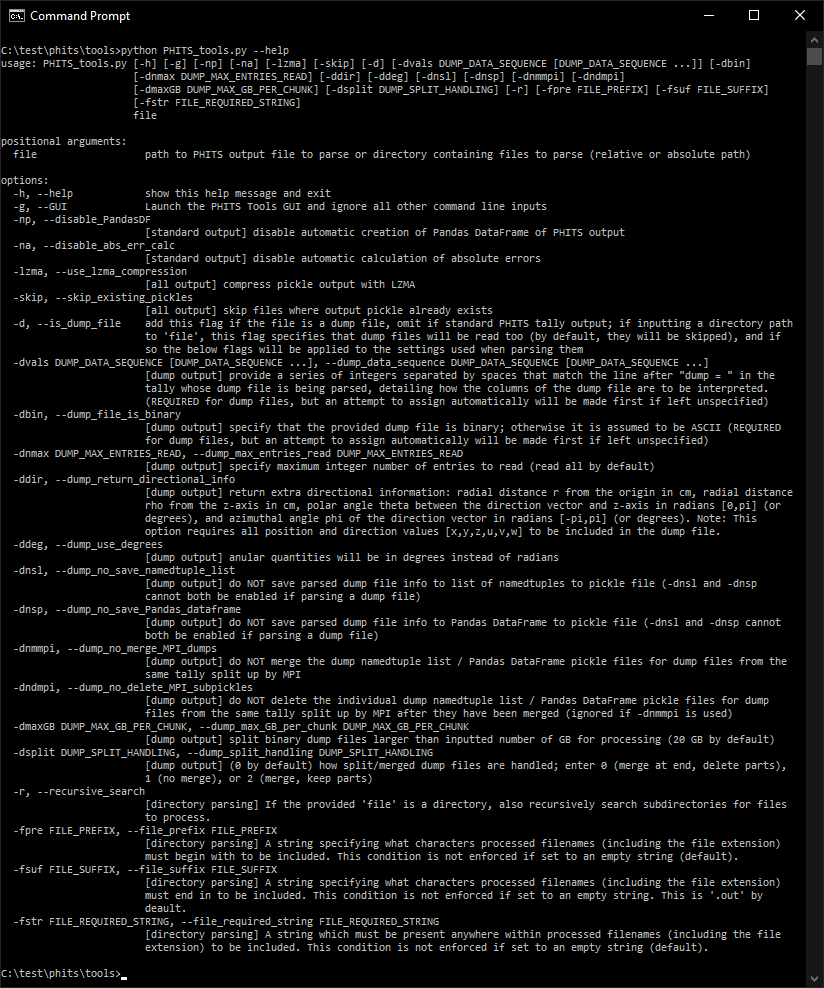 Command Prompt
C:\test\phits\tools>python PHITS_tools.py --help
usage: PHITS_tools.py [-h] [-g] [-np] [-na] [-lzma] [-skip] [-d] [-dvals DUMP_DATA_SEQUENCE [DUMP_DATA_SEQUENCE ...]] [-dbin]
[-dnmax DUMP_MAX_ENTRIES_READ] [-ddir] [-ddeg] [-dnsl] [-dnsp] [-dnmmpi] [-dndmpi]
[-dmaxGB DUMP_MAX_GB_PER_CHUNK] [-dsplit DUMP_SPLIT_HANDLING] [-r] [-fpre FILE_PREFIX] [-fsuf FILE_SUFFIX]
[-fstr FILE_REQUIRED_STRING]
file
positional arguments:
file path to PHITS output file to parse or directory containing files to parse (relative or absolute path)
options:
-h, --help show this help message and exit
-g, --GUI Launch the PHITS Tools GUI and ignore all other command line inputs
-np, --disable_PandasDF
[standard output] disable automatic creation of Pandas DataFrame of PHITS output
-na, --disable_abs_err_calc
[standard output] disable automatic calculation of absolute errors
-lzma, --use_lzma_compression
[all output] compress pickle output with LZMA
-skip, --skip_existing_pickles
[all output] skip files where output pickle already exists
-d, --is_dump_file add this flag if the file is a dump file, omit if standard PHITS tally output; if inputting a directory path
to 'file', this flag specifies that dump files will be read too (by default, they will be skipped), and if
so the below flags will be applied to the settings used when parsing them
-dvals DUMP_DATA_SEQUENCE [DUMP_DATA_SEQUENCE ...], --dump_data_sequence DUMP_DATA_SEQUENCE [DUMP_DATA_SEQUENCE ...]
[dump output] provide a series of integers separated by spaces that match the line after "dump = " in the
tally whose dump file is being parsed, detailing how the columns of the dump file are to be interpreted.
(REQUIRED for dump files, but an attempt to assign automatically will be made first if left unspecified)
-dbin, --dump_file_is_binary
[dump output] specify that the provided dump file is binary; otherwise it is assumed to be ASCII (REQUIRED
for dump files, but an attempt to assign automatically will be made first if left unspecified)
-dnmax DUMP_MAX_ENTRIES_READ, --dump_max_entries_read DUMP_MAX_ENTRIES_READ
[dump output] specify maximum integer number of entries to read (read all by default)
-ddir, --dump_return_directional_info
[dump output] return extra directional information: radial distance r from the origin in cm, radial distance
rho from the z-axis in cm, polar angle theta between the direction vector and z-axis in radians [0,pi] (or
degrees), and azimuthal angle phi of the direction vector in radians [-pi,pi] (or degrees). Note: This
option requires all position and direction values [x,y,z,u,v,w] to be included in the dump file.
-ddeg, --dump_use_degrees
[dump output] anular quantities will be in degrees instead of radians
-dnsl, --dump_no_save_namedtuple_list
[dump output] do NOT save parsed dump file info to list of namedtuples to pickle file (-dnsl and -dnsp
cannot both be enabled if parsing a dump file)
-dnsp, --dump_no_save_Pandas_dataframe
[dump output] do NOT save parsed dump file info to Pandas DataFrame to pickle file (-dnsl and -dnsp cannot
both be enabled if parsing a dump file)
-dnmmpi, --dump_no_merge_MPI_dumps
[dump output] do NOT merge the dump namedtuple list / Pandas DataFrame pickle files for dump files from the
same tally split up by MPI
-dndmpi, --dump_no_delete_MPI_subpickles
[dump output] do NOT delete the individual dump namedtuple list / Pandas DataFrame pickle files for dump
files from the same tally split up by MPI after they have been merged (ignored if -dnmmpi is used)
-dmaxGB DUMP_MAX_GB_PER_CHUNK, --dump_max_GB_per_chunk DUMP_MAX_GB_PER_CHUNK
[dump output] split binary dump files larger than inputted number of GB for processing (20 GB by default)
-dsplit DUMP_SPLIT_HANDLING, --dump_split_handling DUMP_SPLIT_HANDLING
[dump output] (0 by default) how split/merged dump files are handled; enter 0 (merge at end, delete parts),
1 (no merge), or 2 (merge, keep parts)
-r, --recursive_search
[directory parsing] If the provided 'file' is a directory, also recursively search subdirectories for files
to process.
-fpre FILE_PREFIX, --file_prefix FILE_PREFIX
[directory parsing] A string specifying what characters processed filenames (including the file extension)
must begin with to be included. This condition is not enforced if set to an empty string (default).
-fsuf FILE_SUFFIX, --file_suffix FILE_SUFFIX
[directory parsing] A string specifying what characters processed filenames (including the file extension)
must end in to be included. This condition is not enforced if set to an empty string. This is '.out' by
deault.
-fstr FILE_REQUIRED_STRING, --file_required_string FILE_REQUIRED_STRING
[directory parsing] A string which must be present anywhere within processed filenames (including the file
extension) to be included. This condition is not enforced if set to an empty string (default).
C:\test\phits\tools>